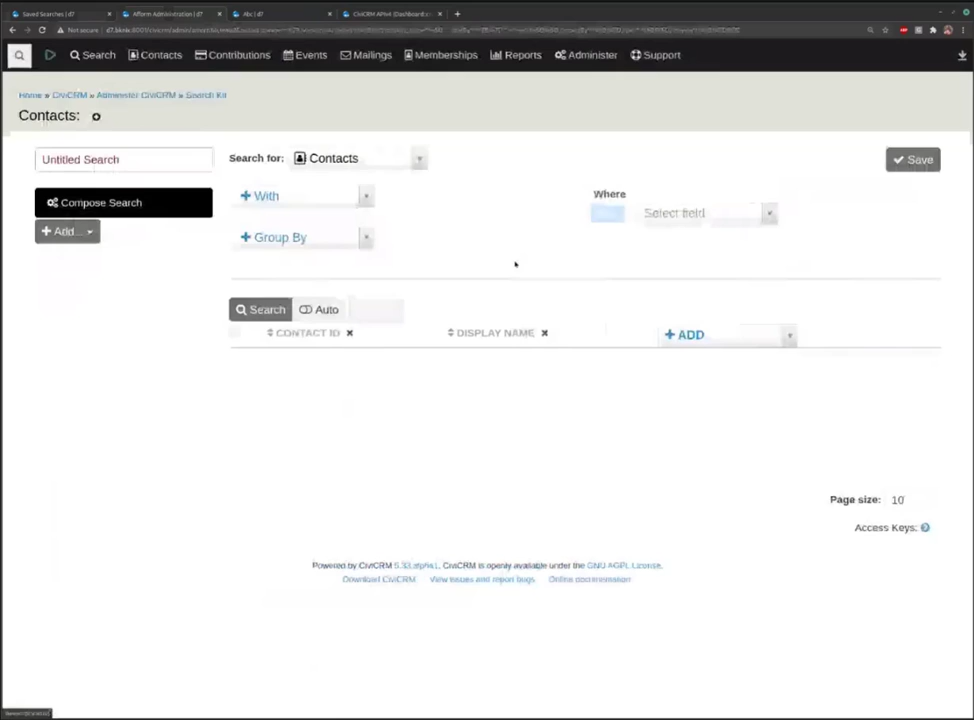 Saved Searches | d7
Afform Administration | d7
Abc | d7
CiviCRM APIv4 (Dashboard:
Not secure
Search Contacts Contributions Events Mailings Memberships Reports Administer Support
Home » CiviCRM » Administer CiviCRM » Search Kit
Contacts:
Untitled Search
Search for: Contacts
Save
Compose Search
With
Where
Add...
Select field
Group By
Search Auto
CONTACT ID DISPLAY NAME ADD
Page size: 10
Access Keys:
Powered by CiviCRM 5.33.alpha1. CiviCRM is openly available under the GNU AGPL License.
Download CiviCRM View issues and report bugs Online documentation